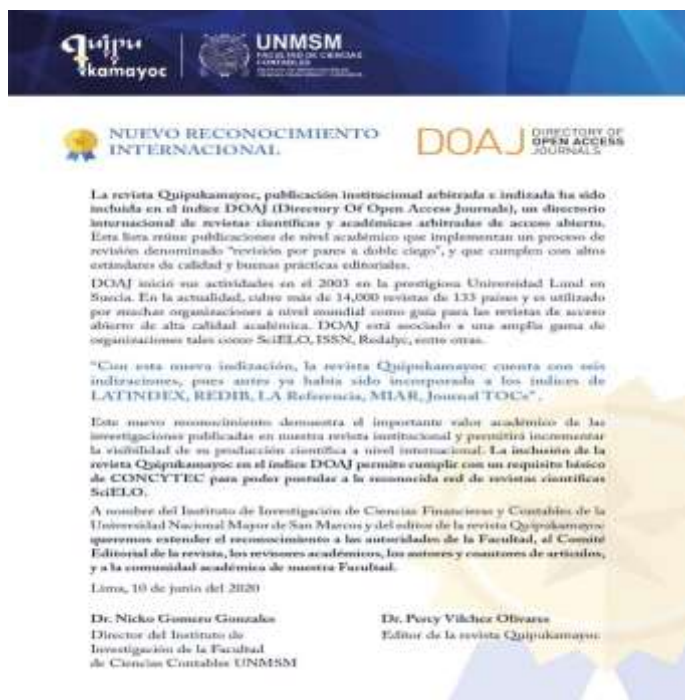 Quipu
kamayoc
UNMSM
FACULTAD DE CIENCIAS
CONTABLES
NUEVO RECONOCIMIENTO
INTERNACIONAL
DOAJ
DIRECTORY OF
OPEN ACCESS
JOURNALS
La revista Quipukamayoc, publicación institucional arbitrada e indizada ha sido
incluida en el índice DOAJ (Directory Of Open Access Journals), un directorio
internacional de revistas científicas y académicas arbitradas de acceso abierto.
Esta lista reúne publicaciones de nivel académico que implementan un proceso de
revisión denominado "revisión por pares a doble ciego", y que cumplen con altos
estándares de calidad y buenas prácticas editoriales.
DOAJ inició sus actividades en el 2003 en la prestigiosa Universidad Lund en
Suecia. En la actualidad, cubre más de 14,000 revistas de 133 países y es utilizado
por muchas organizaciones a nivel mundial como guía para las revistas de acceso
abierto de alta calidad académica. DOAJ está asociado a una amplia gama de
organizaciones tales como SciELO, ISSN, Redalyc, entre otras.
"Con esta nueva indización, la revista Quipukamayoc cuenta con seis
indizaciones, pues antes ya había sido incorporada a los índices de
LATINDEX, REDIB, LA Referencia, MIAR, Journal TOCs".
Este nuevo reconocimiento demuestra el importante valor académico de las
investigaciones publicadas en nuestra revista institucional y permitirá incrementar
la visibilidad de su producción científica a nivel internacional. La inclusión de la
revista Quipukamayoc en el índice DOAJ permite cumplir con un requisito básico
de CONCYTEC para poder postular a la reconocida red de revistas científicas
SciELO.
A nombre del Instituto de Investigación de Ciencias Financieras y Contables de la
Universidad Nacional Mayor de San Marcos y del editor de la revista Quipukamayoc
queremos extender el reconocimiento a las autoridades de la Facultad, al Comité
Editorial de la revista, los revisores académicos, los autores y coautores de artículos,
y a la comunidad académica de nuestra Facultad.
Lima, 10 de junio del 2020
Dr. Nicko Gomero Gonzales
Director del Instituto de
Investigación de la Facultad
de Ciencias Contables UNMSM
Dr. Percy Vilchez Olivares
Editor de la revista Quipukamayoc